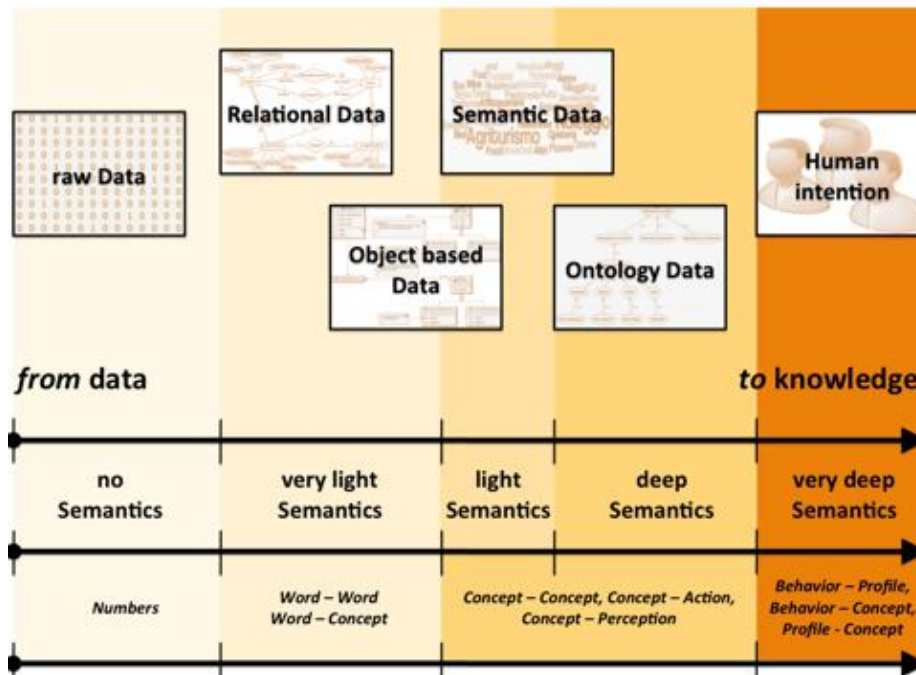 raw Data
Relational Data
Semantic Data
Agriturismo
Noleggio
Object based
Data
Ontology Data
Human
intention
from data
to knowledge
no
Semantics
very light
Semantics
light
Semantics
deep
Semantics
very deep
Semantics
Numbers
Word – Word
Word – Concept
Concept – Concept, Concept – Action,
Concept – Perception
Behavior – Profile,
Behavior – Concept,
Profile - Concept